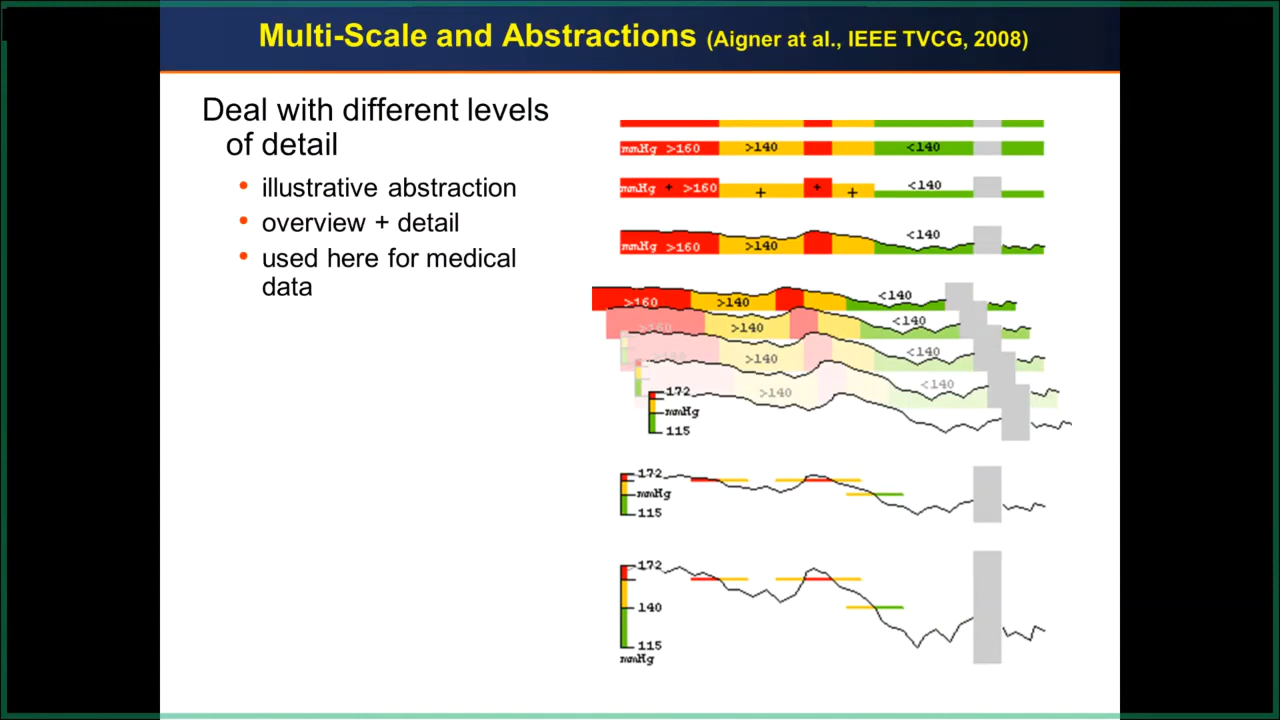 Multi-Scale and Abstractions (Aigner at al., IEEE TVCG, 2008)
Deal with different levels
of detail
• illustrative abstraction
• overview + detail
• used here for medical
data
mmHg >160 >140 <140
mmHg + >160 + + + <140
mmHg >160 >140 <140
>160 >140 <140
>160 >140 <140
>140 <140
>140 <140
172
mmHg
115
172
mmHg
115
172
140
115
mmHg